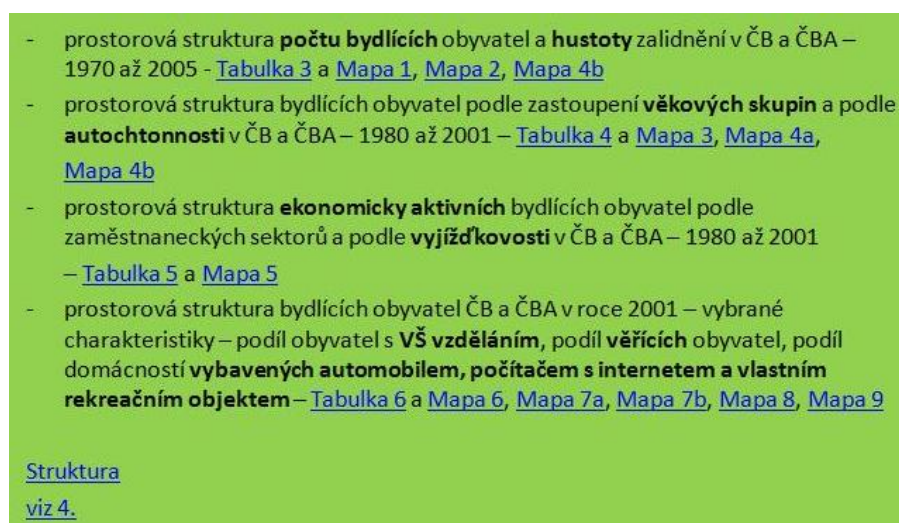 - prostorová struktura počtu bydlících obyvatel a hustoty zalidnění v ČB a ČBA –
1970 až 2005 - Tabulka 3 a Mapa 1, Mapa 2, Mapa 4b
- prostorová struktura bydlících obyvatel podle zastoupení věkových skupin a podle
autochtonnosti v ČB a ČBA – 1980 až 2001 – Tabulka 4 a Mapa 3, Mapa 4a,
Mapa 4b
- prostorová struktura ekonomicky aktivních bydlících obyvatel podle
zaměstnaneckých sektorů a podle vyjížďkovosti v ČB a ČBA – 1980 až 2001
– Tabulka 5 a Mapa 5
- prostorová struktura bydlících obyvatel ČB a ČBA v roce 2001 – vybrané
charakteristiky – podíl obyvatel s VŠ vzděláním, podíl věřících obyvatel, podíl
domácností vybavených automobilem, počítačem s internetem a vlastním
rekreačním objektem – Tabulka 6 a Mapa 6, Mapa 7a, Mapa 7b, Mapa 8, Mapa 9
Struktura
viz 4.